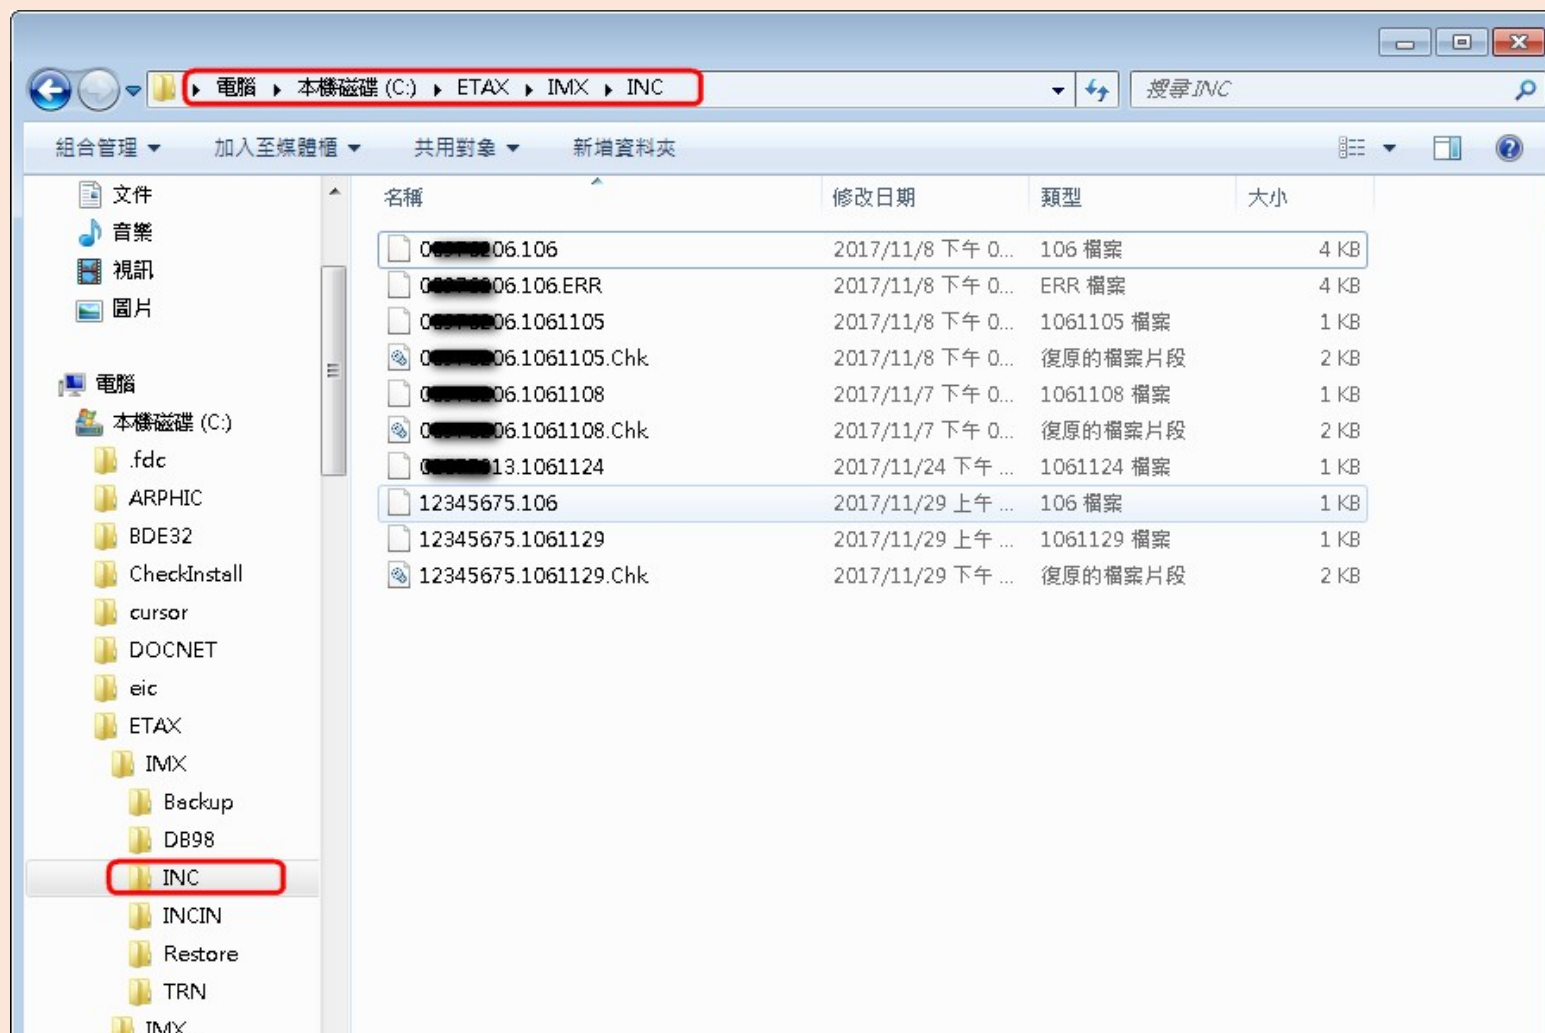 電腦 本機磁碟 (C:) ETAX IMX INC
搜尋 INC
組合管理 加入至媒體櫃 共用對象 新增資料夾
文件
音樂
視訊
圖片
電腦
本機磁碟 (C:)
.fdc
ARPHIC
BDE32
CheckInstall
cursor
DOCNET
eic
ETAX
IMX
Backup
DB98
INC
INCIN
Restore
TRN
IMX
名稱 修改日期 類型 大小
06.106 2017/11/8 下午 0... 106 檔案 4 KB
06.106.ERR 2017/11/8 下午 0... ERR 檔案 4 KB
06.1061105 2017/11/8 下午 0... 1061105 檔案 1 KB
06.1061105.Chk 2017/11/8 下午 0... 復原的檔案片段 2 KB
06.1061108 2017/11/7 下午 0... 1061108 檔案 1 KB
06.1061108.Chk 2017/11/7 下午 0... 復原的檔案片段 2 KB
13.1061124 2017/11/24 下午 ... 1061124 檔案 1 KB
12345675.106 2017/11/29 上午 ... 106 檔案 1 KB
12345675.1061129 2017/11/29 上午 ... 1061129 檔案 1 KB
12345675.1061129.Chk 2017/11/29 下午 ... 復原的檔案片段 2 KB